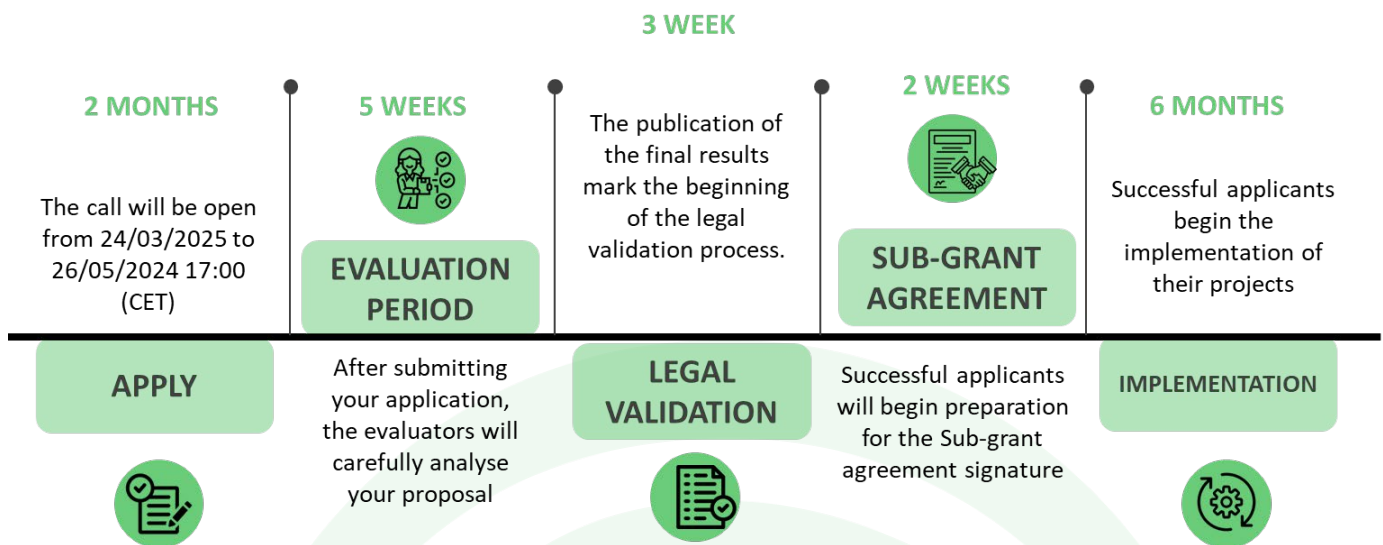 3 WEEK
2 MONTHS
The call will be open
from 24/03/2025 to
26/05/2024 17:00
(CET)
APPLY
5 WEEKS
EVALUATION
PERIOD
After submitting
your application,
the evaluators will
carefully analyse
your proposal
The publication of
the final results
mark the beginning
of the legal
validation process.
LEGAL
VALIDATION
2 WEEKS
SUB-GRANT
AGREEMENT
Successful applicants
will begin preparation
for the Sub-grant
agreement signature
6 MONTHS
Successful applicants
begin the
implementation of
their projects
IMPLEMENTATION